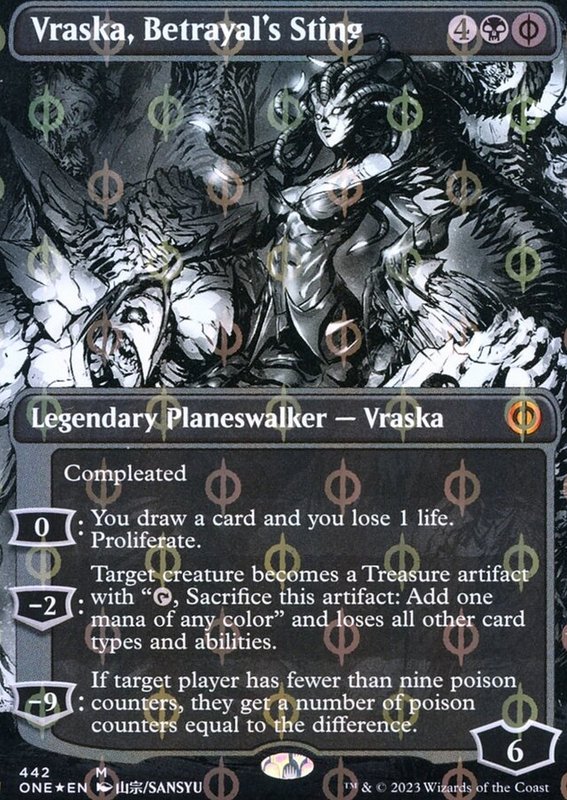 Vraska, Betrayal's Sting 4
Legendary Planeswalker — Vraska
Compleated
0: You draw a card and you lose 1 life.
Proliferate.
Target creature becomes a Treasure artifact
−2: with “, Sacrifice this artifact: Add one
mana of any color” and loses all other card
types and abilities.
If target player has fewer than nine poison
−9: counters, they get a number of poison
counters equal to the difference.
6
442 M
ONE★EN 山宗/SANSYU ™ & © 2023 Wizards of the Coast